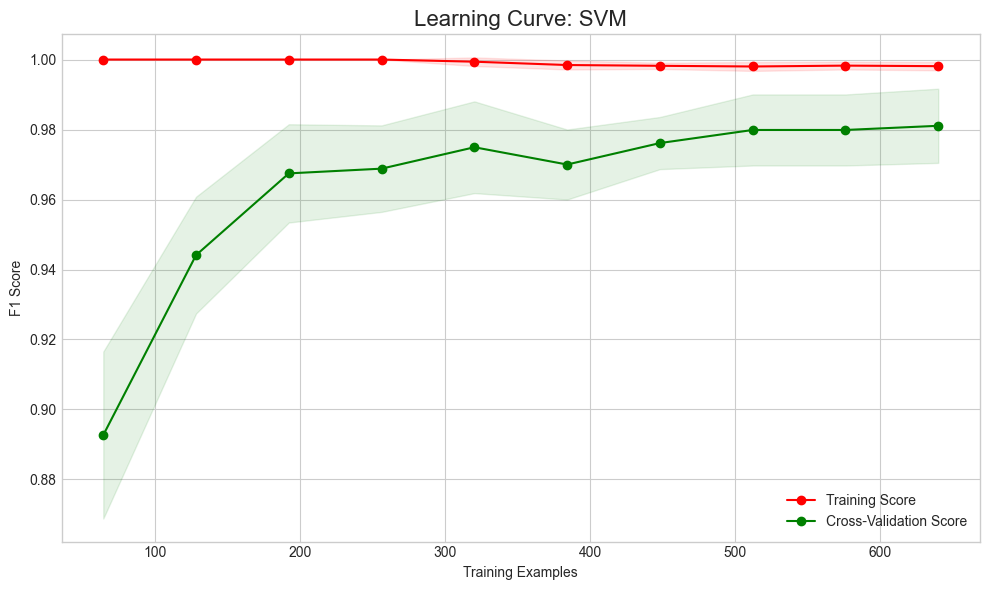 Learning Curve: SVM
F1 Score
1.00
0.98
0.96
0.94
0.92
0.90
0.88
Training Score
Cross-Validation Score
100 200 300 400 500 600
Training Examples